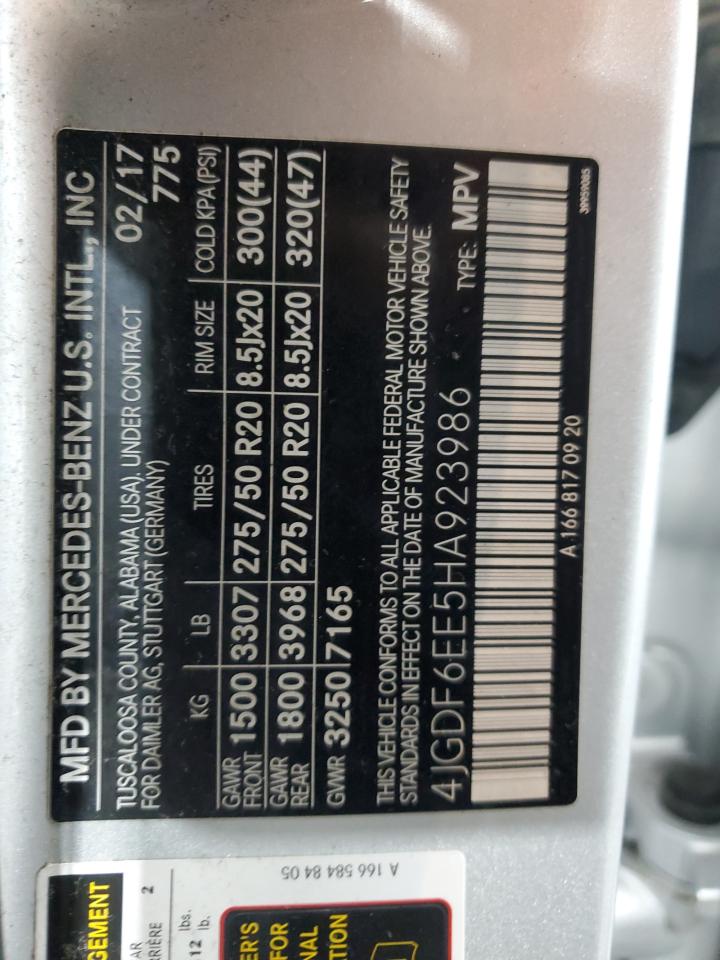 MFD BY MERCEDES-BENZ U.S. INTL., INC
TUSCALOOSA COUNTY, ALABAMA (USA), UNDER CONTRACT 02/17
FOR DAIMLER AG, STUTTGART (GERMANY) 775
KG LB TIRES RIM SIZE COLD KPA(PSI)
GAWR FRONT 1500 3307 275/50 R20 8.5Jx20 300(44)
GAWR REAR 1800 3968 275/50 R20 8.5Jx20 320(47)
GVWR 3250 7165
THIS VEHICLE CONFORMS TO ALL APPLICABLE FEDERAL MOTOR VEHICLE SAFETY
STANDARDS IN EFFECT ON THE DATE OF MANUFACTURE SHOWN ABOVE.
4JGDF6EE5HA923986 TYPE: MPV
A 166 817 09 20
39959085
A 166 584 84 05
GEMENT
AR
RIÈRE 2
lbs.
12 lb.
ER'S
FOR
NAL
TION